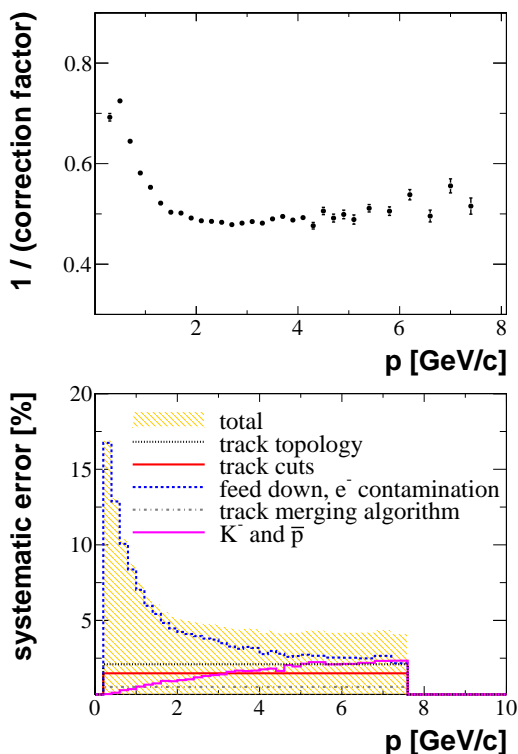 1 / (correction factor)
0.8
0.6
0.4
2 4 6 8
p [GeV/c]
systematic error [%]
20
15
10
5
total
track topology
track cuts
feed down, e⁻ contamination
track merging algorithm
K⁻ and p̅
0 2 4 6 8 10
p [GeV/c]